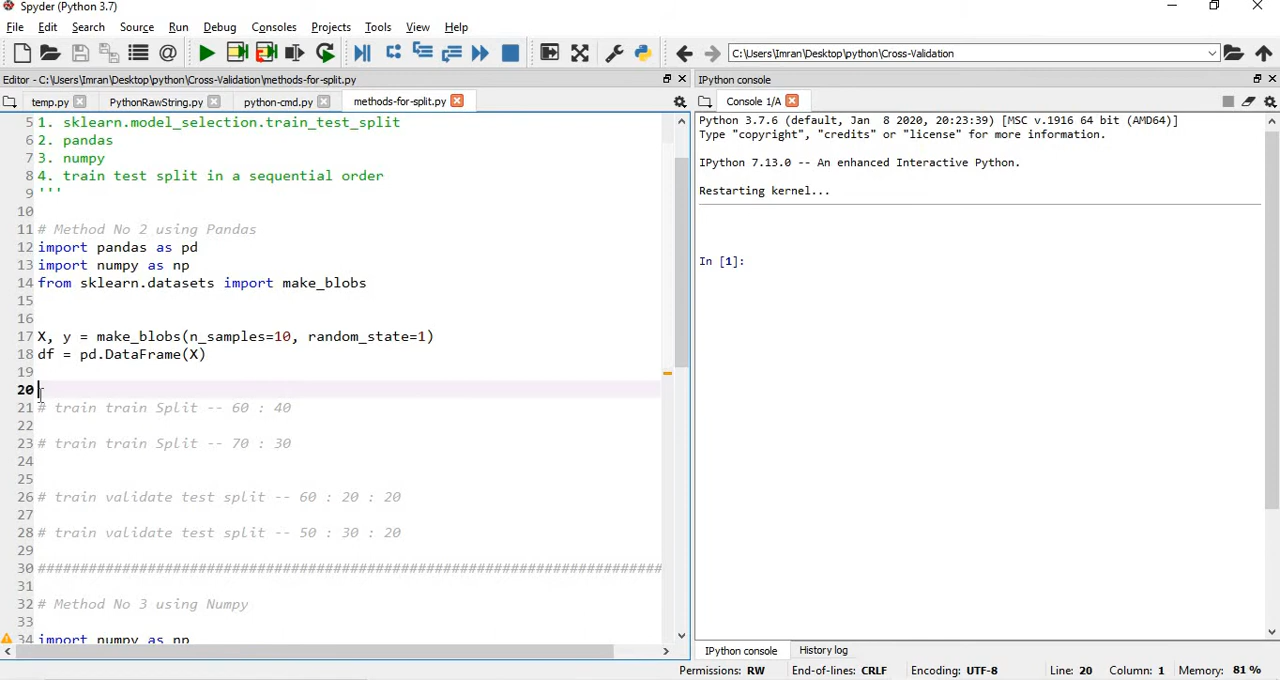 Spyder (Python 3.7)
File Edit Search Source Run Debug Consoles Projects Tools View Help
C:\Users\Imran\Desktop\python\Cross-Validation
Editor - C:\Users\Imran\Desktop\python\Cross-Validation\methods-for-split.py
IPython console
temp.py PythonRawString.py python-cmd.py methods-for-split.py
Console 1/A
5 1. sklearn.model_selection.train_test_split
6 2. pandas
7 3. numpy
8 4. train test split in a sequential order
9 '''
10
11 # Method No 2 using Pandas
12 import pandas as pd
13 import numpy as np
14 from sklearn.datasets import make_blobs
15
16
17 X, y = make_blobs(n_samples=10, random_state=1)
18 df = pd.DataFrame(X)
19
20
21 # train train Split -- 60 : 40
22
23 # train train Split -- 70 : 30
24
25
26 # train validate test split -- 60 : 20 : 20
27
28 # train validate test split -- 50 : 30 : 20
29
30 ##########################################################################
31
32 # Method No 3 using Numpy
33
34 import numpy as np
Python 3.7.6 (default, Jan 8 2020, 20:23:39) [MSC v.1916 64 bit (AMD64)]
Type "copyright", "credits" or "license" for more information.
IPython 7.13.0 -- An enhanced Interactive Python.
Restarting kernel...
In [1]:
IPython console History log
Permissions: RW End-of-lines: CRLF Encoding: UTF-8 Line: 20 Column: 1 Memory: 81 %